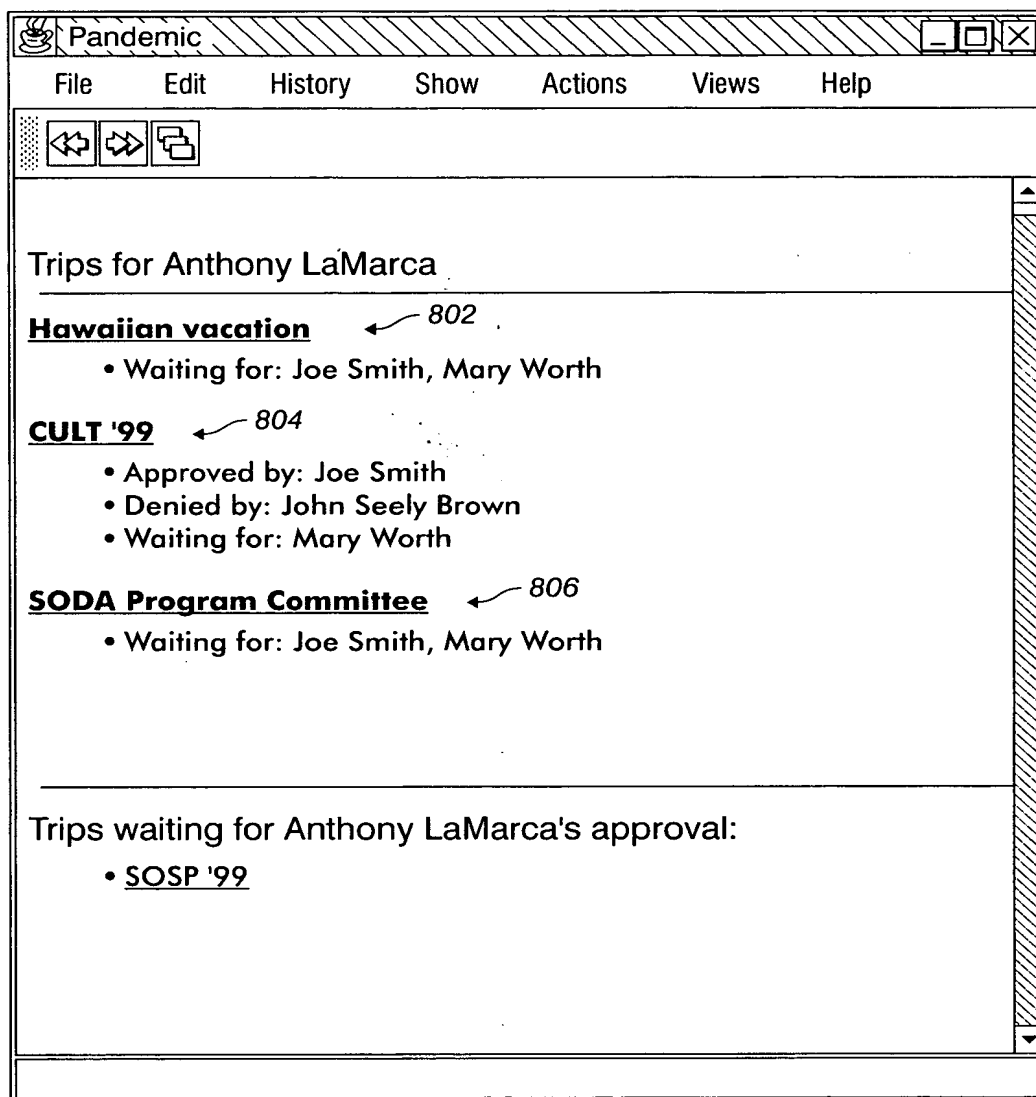 Pandemic
File Edit History Show Actions Views Help
Trips for Anthony LaMarca
Hawaiian vacation 802
• Waiting for: Joe Smith, Mary Worth
CULT '99 804
• Approved by: Joe Smith
• Denied by: John Seely Brown
• Waiting for: Mary Worth
SODA Program Committee 806
• Waiting for: Joe Smith, Mary Worth
Trips waiting for Anthony LaMarca's approval:
• SOSP '99